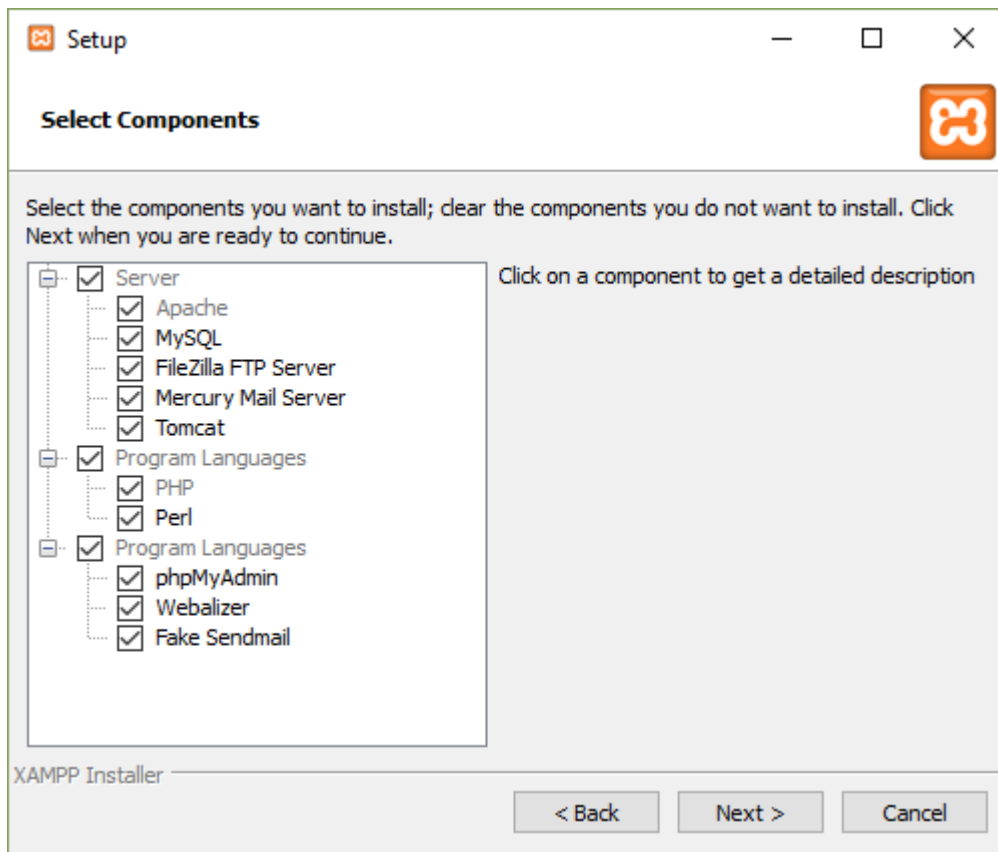 Setup
Select Components
Select the components you want to install; clear the components you do not want to install. Click
Next when you are ready to continue.
Server
Apache
MySQL
FileZilla FTP Server
Mercury Mail Server
Tomcat
Program Languages
PHP
Perl
Program Languages
phpMyAdmin
Webalizer
Fake Sendmail
Click on a component to get a detailed description
XAMPP Installer
< Back
Next >
Cancel